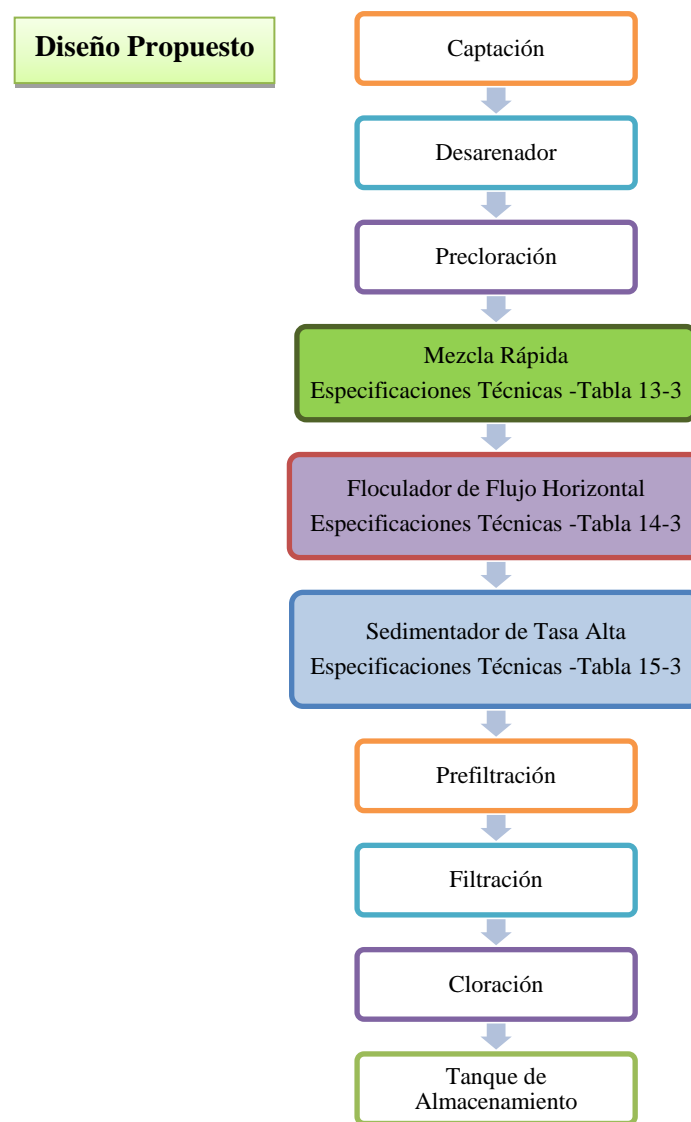 Diseño Propuesto
Captación
Desarenador
Precloración
Mezcla Rápida
Especificaciones Técnicas -Tabla 13-3
Floculador de Flujo Horizontal
Especificaciones Técnicas -Tabla 14-3
Sedimentador de Tasa Alta
Especificaciones Técnicas -Tabla 15-3
Prefiltración
Filtración
Cloración
Tanque de
Almacenamiento